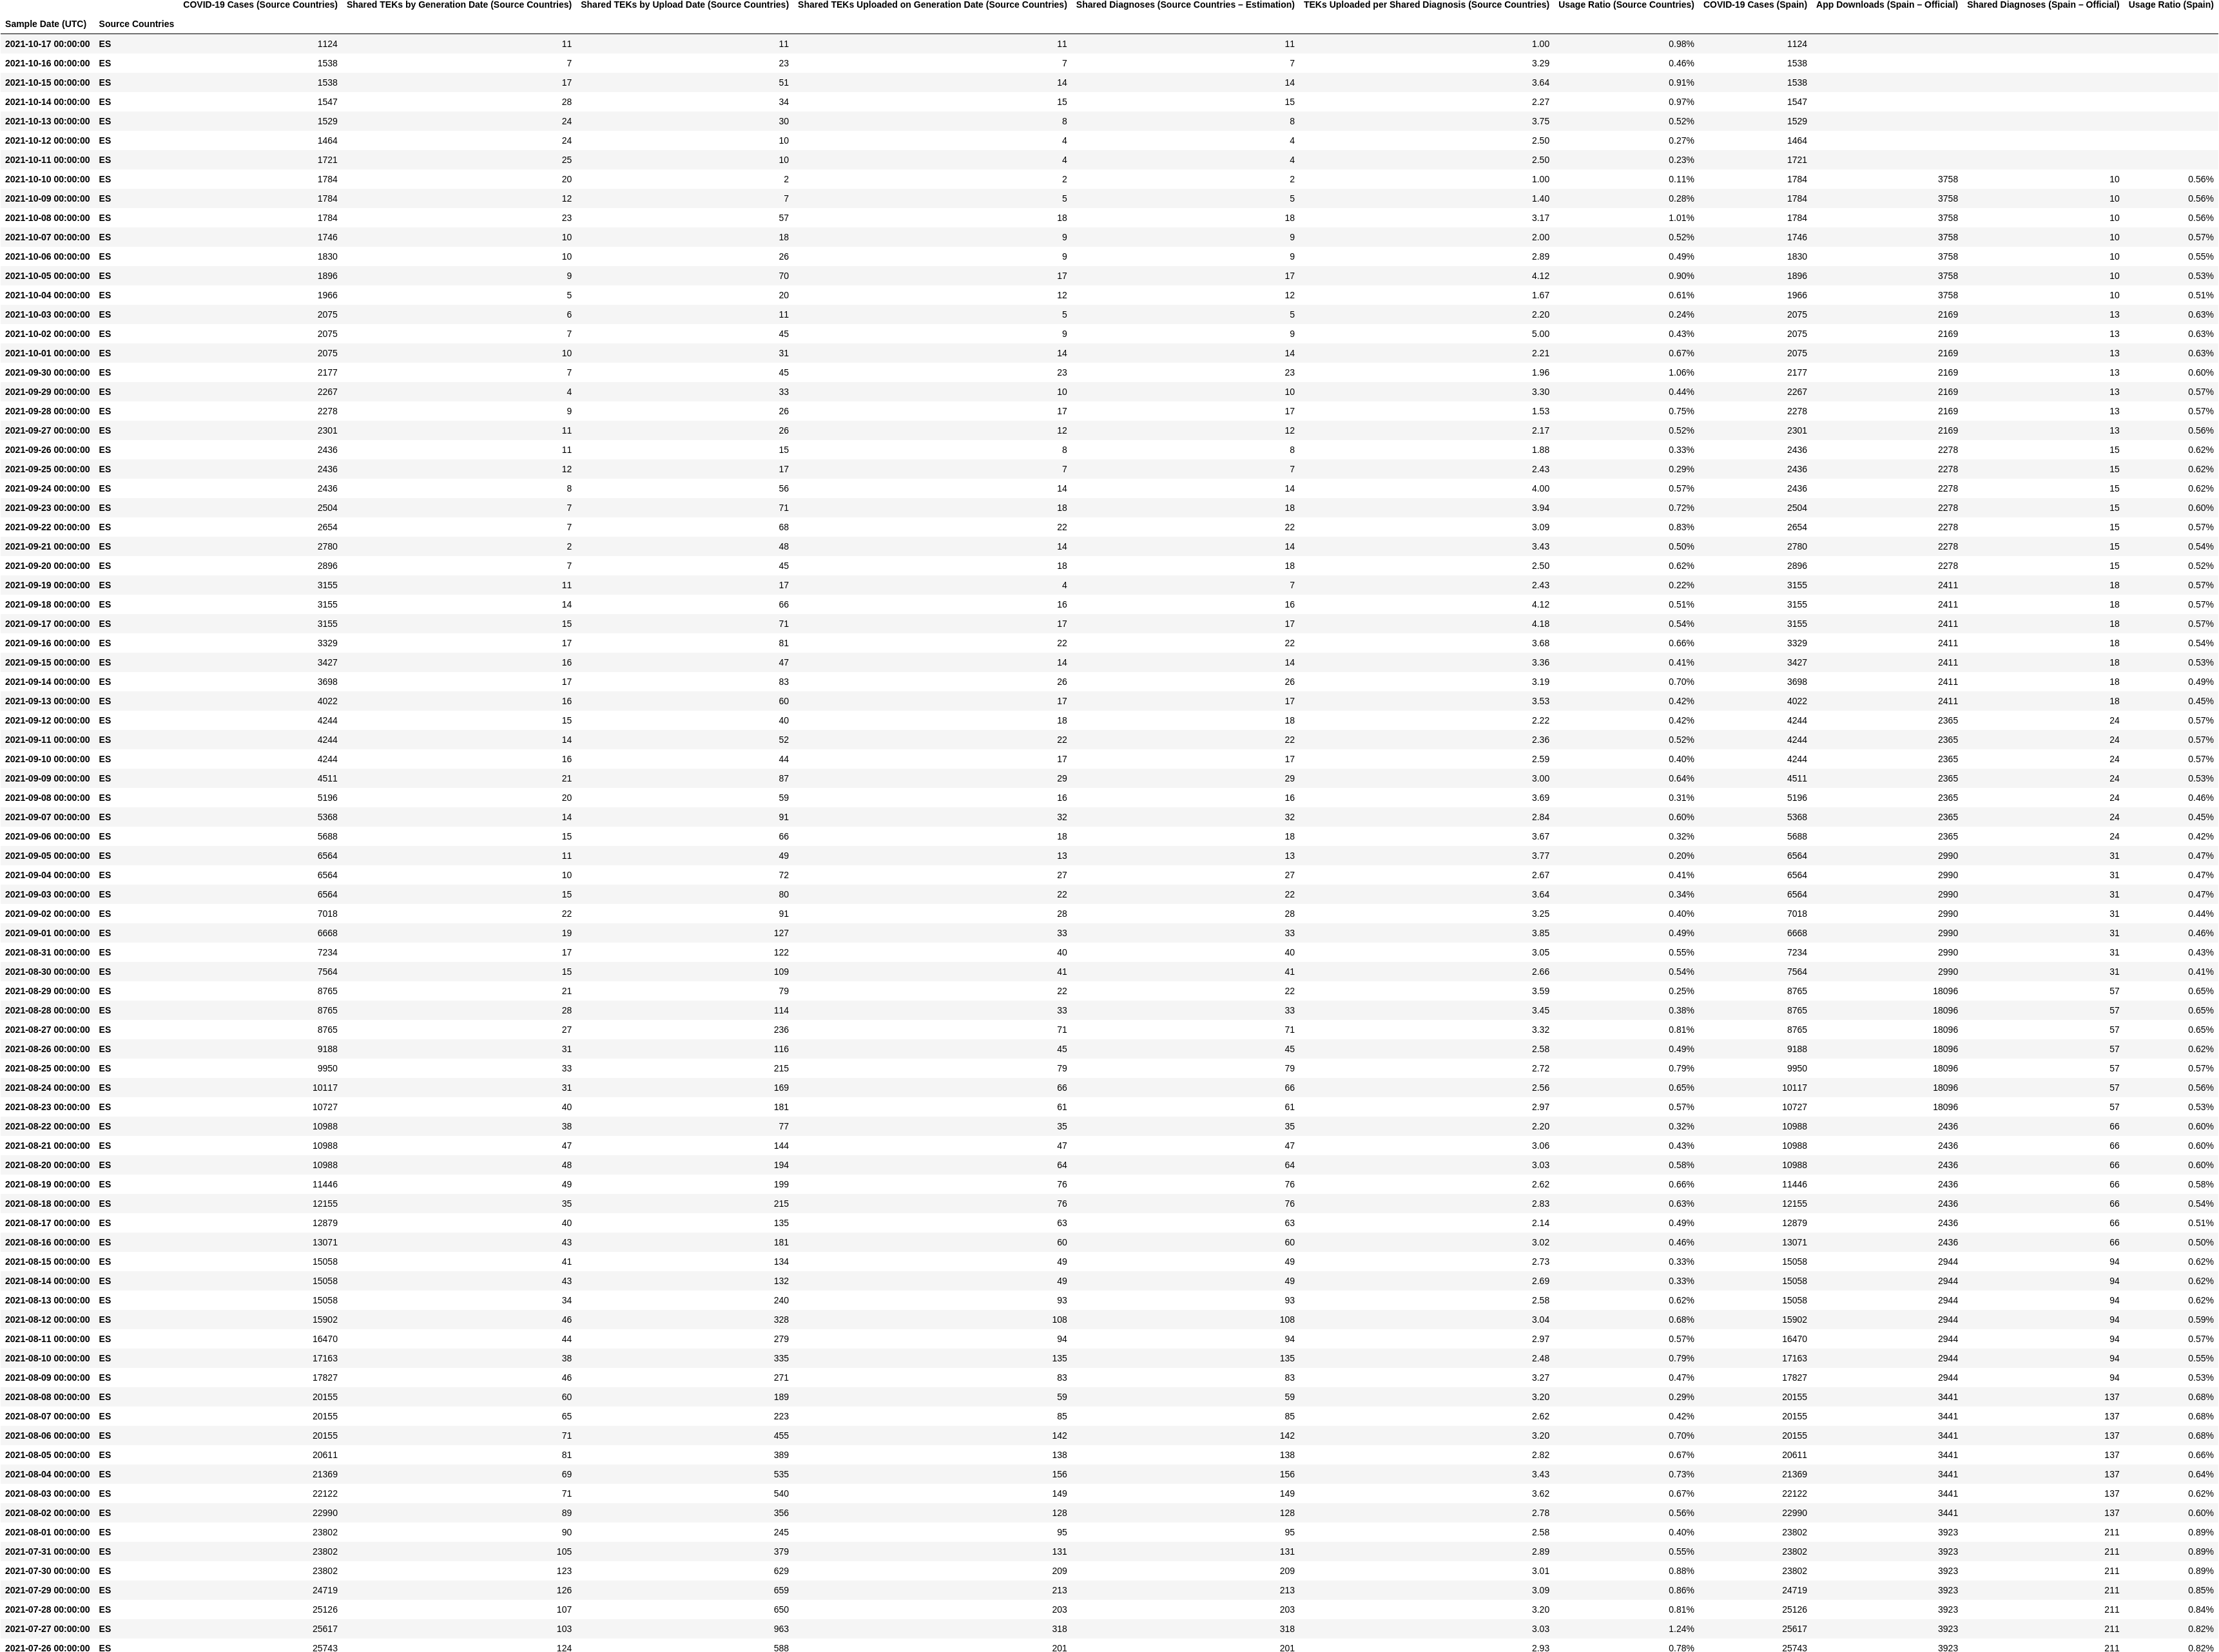 COVID-19 Cases (Source Countries) Shared TEKs by Generation Date (Source Countries) Shared TEKs by Upload Date (Source Countries) Shared TEKs Uploaded on Generation Date (Source Countries) Shared Diagnoses (Source Countries – Estimation) TEKs Uploaded per Shared Diagnosis (Source Countries) Usage Ratio (Source Countries) COVID-19 Cases (Spain) App Downloads (Spain – Official) Shared Diagnoses (Spain – Official) Usage Ratio (Spain)
Sample Date (UTC) Source Countries
2021-10-17 00:00:00 ES 1124 11 11 11 11 1.00 0.98% 1124
2021-10-16 00:00:00 ES 1538 7 23 7 7 3.29 0.46% 1538
2021-10-15 00:00:00 ES 1538 17 51 14 14 3.64 0.91% 1538
2021-10-14 00:00:00 ES 1547 28 34 15 15 2.27 0.97% 1547
2021-10-13 00:00:00 ES 1529 24 30 8 8 3.75 0.52% 1529
2021-10-12 00:00:00 ES 1464 24 10 4 4 2.50 0.27% 1464
2021-10-11 00:00:00 ES 1721 25 10 4 4 2.50 0.23% 1721
2021-10-10 00:00:00 ES 1784 20 2 2 2 1.00 0.11% 1784 3758 10 0.56%
2021-10-09 00:00:00 ES 1784 12 7 5 5 1.40 0.28% 1784 3758 10 0.56%
2021-10-08 00:00:00 ES 1784 23 57 18 18 3.17 1.01% 1784 3758 10 0.56%
2021-10-07 00:00:00 ES 1746 10 18 9 9 2.00 0.52% 1746 3758 10 0.57%
2021-10-06 00:00:00 ES 1830 10 26 9 9 2.89 0.49% 1830 3758 10 0.55%
2021-10-05 00:00:00 ES 1896 9 70 17 17 4.12 0.90% 1896 3758 10 0.53%
2021-10-04 00:00:00 ES 1966 5 20 12 12 1.67 0.61% 1966 3758 10 0.51%
2021-10-03 00:00:00 ES 2075 6 11 5 5 2.20 0.24% 2075 2169 13 0.63%
2021-10-02 00:00:00 ES 2075 7 45 9 9 5.00 0.43% 2075 2169 13 0.63%
2021-10-01 00:00:00 ES 2075 10 31 14 14 2.21 0.67% 2075 2169 13 0.63%
2021-09-30 00:00:00 ES 2177 7 45 23 23 1.96 1.06% 2177 2169 13 0.60%
2021-09-29 00:00:00 ES 2267 4 33 10 10 3.30 0.44% 2267 2169 13 0.57%
2021-09-28 00:00:00 ES 2278 9 26 17 17 1.53 0.75% 2278 2169 13 0.57%
2021-09-27 00:00:00 ES 2301 11 26 12 12 2.17 0.52% 2301 2169 13 0.56%
2021-09-26 00:00:00 ES 2436 11 15 8 8 1.88 0.33% 2436 2278 15 0.62%
2021-09-25 00:00:00 ES 2436 12 17 7 7 2.43 0.29% 2436 2278 15 0.62%
2021-09-24 00:00:00 ES 2436 8 56 14 14 4.00 0.57% 2436 2278 15 0.62%
2021-09-23 00:00:00 ES 2504 7 71 18 18 3.94 0.72% 2504 2278 15 0.60%
2021-09-22 00:00:00 ES 2654 7 68 22 22 3.09 0.83% 2654 2278 15 0.57%
2021-09-21 00:00:00 ES 2780 2 48 14 14 3.43 0.50% 2780 2278 15 0.54%
2021-09-20 00:00:00 ES 2896 7 45 18 18 2.50 0.62% 2896 2278 15 0.52%
2021-09-19 00:00:00 ES 3155 11 17 4 7 2.43 0.22% 3155 2411 18 0.57%
2021-09-18 00:00:00 ES 3155 14 66 16 16 4.12 0.51% 3155 2411 18 0.57%
2021-09-17 00:00:00 ES 3155 15 71 17 17 4.18 0.54% 3155 2411 18 0.57%
2021-09-16 00:00:00 ES 3329 17 81 22 22 3.68 0.66% 3329 2411 18 0.54%
2021-09-15 00:00:00 ES 3427 16 47 14 14 3.36 0.41% 3427 2411 18 0.53%
2021-09-14 00:00:00 ES 3698 17 83 26 26 3.19 0.70% 3698 2411 18 0.49%
2021-09-13 00:00:00 ES 4022 16 60 17 17 3.53 0.42% 4022 2411 18 0.45%
2021-09-12 00:00:00 ES 4244 15 40 18 18 2.22 0.42% 4244 2365 24 0.57%
2021-09-11 00:00:00 ES 4244 14 52 22 22 2.36 0.52% 4244 2365 24 0.57%
2021-09-10 00:00:00 ES 4244 16 44 17 17 2.59 0.40% 4244 2365 24 0.57%
2021-09-09 00:00:00 ES 4511 21 87 29 29 3.00 0.64% 4511 2365 24 0.53%
2021-09-08 00:00:00 ES 5196 20 59 16 16 3.69 0.31% 5196 2365 24 0.46%
2021-09-07 00:00:00 ES 5368 14 91 32 32 2.84 0.60% 5368 2365 24 0.45%
2021-09-06 00:00:00 ES 5688 15 66 18 18 3.67 0.32% 5688 2365 24 0.42%
2021-09-05 00:00:00 ES 6564 11 49 13 13 3.77 0.20% 6564 2990 31 0.47%
2021-09-04 00:00:00 ES 6564 10 72 27 27 2.67 0.41% 6564 2990 31 0.47%
2021-09-03 00:00:00 ES 6564 15 80 22 22 3.64 0.34% 6564 2990 31 0.47%
2021-09-02 00:00:00 ES 7018 22 91 28 28 3.25 0.40% 7018 2990 31 0.44%
2021-09-01 00:00:00 ES 6668 19 127 33 33 3.85 0.49% 6668 2990 31 0.46%
2021-08-31 00:00:00 ES 7234 17 122 40 40 3.05 0.55% 7234 2990 31 0.43%
2021-08-30 00:00:00 ES 7564 15 109 41 41 2.66 0.54% 7564 2990 31 0.41%
2021-08-29 00:00:00 ES 8765 21 79 22 22 3.59 0.25% 8765 18096 57 0.65%
2021-08-28 00:00:00 ES 8765 28 114 33 33 3.45 0.38% 8765 18096 57 0.65%
2021-08-27 00:00:00 ES 8765 27 236 71 71 3.32 0.81% 8765 18096 57 0.65%
2021-08-26 00:00:00 ES 9188 31 116 45 45 2.58 0.49% 9188 18096 57 0.62%
2021-08-25 00:00:00 ES 9950 33 215 79 79 2.72 0.79% 9950 18096 57 0.57%
2021-08-24 00:00:00 ES 10117 31 169 66 66 2.56 0.65% 10117 18096 57 0.56%
2021-08-23 00:00:00 ES 10727 40 181 61 61 2.97 0.57% 10727 18096 57 0.53%
2021-08-22 00:00:00 ES 10988 38 77 35 35 2.20 0.32% 10988 2436 66 0.60%
2021-08-21 00:00:00 ES 10988 47 144 47 47 3.06 0.43% 10988 2436 66 0.60%
2021-08-20 00:00:00 ES 10988 48 194 64 64 3.03 0.58% 10988 2436 66 0.60%
2021-08-19 00:00:00 ES 11446 49 199 76 76 2.62 0.66% 11446 2436 66 0.58%
2021-08-18 00:00:00 ES 12155 35 215 76 76 2.83 0.63% 12155 2436 66 0.54%
2021-08-17 00:00:00 ES 12879 40 135 63 63 2.14 0.49% 12879 2436 66 0.51%
2021-08-16 00:00:00 ES 13071 43 181 60 60 3.02 0.46% 13071 2436 66 0.50%
2021-08-15 00:00:00 ES 15058 41 134 49 49 2.73 0.33% 15058 2944 94 0.62%
2021-08-14 00:00:00 ES 15058 43 132 49 49 2.69 0.33% 15058 2944 94 0.62%
2021-08-13 00:00:00 ES 15058 34 240 93 93 2.58 0.62% 15058 2944 94 0.62%
2021-08-12 00:00:00 ES 15902 46 328 108 108 3.04 0.68% 15902 2944 94 0.59%
2021-08-11 00:00:00 ES 16470 44 279 94 94 2.97 0.57% 16470 2944 94 0.57%
2021-08-10 00:00:00 ES 17163 38 335 135 135 2.48 0.79% 17163 2944 94 0.55%
2021-08-09 00:00:00 ES 17827 46 271 83 83 3.27 0.47% 17827 2944 94 0.53%
2021-08-08 00:00:00 ES 20155 60 189 59 59 3.20 0.29% 20155 3441 137 0.68%
2021-08-07 00:00:00 ES 20155 65 223 85 85 2.62 0.42% 20155 3441 137 0.68%
2021-08-06 00:00:00 ES 20155 71 455 142 142 3.20 0.70% 20155 3441 137 0.68%
2021-08-05 00:00:00 ES 20611 81 389 138 138 2.82 0.67% 20611 3441 137 0.66%
2021-08-04 00:00:00 ES 21369 69 535 156 156 3.43 0.73% 21369 3441 137 0.64%
2021-08-03 00:00:00 ES 22122 71 540 149 149 3.62 0.67% 22122 3441 137 0.62%
2021-08-02 00:00:00 ES 22990 89 356 128 128 2.78 0.56% 22990 3441 137 0.60%
2021-08-01 00:00:00 ES 23802 90 245 95 95 2.58 0.40% 23802 3923 211 0.89%
2021-07-31 00:00:00 ES 23802 105 379 131 131 2.89 0.55% 23802 3923 211 0.89%
2021-07-30 00:00:00 ES 23802 123 629 209 209 3.01 0.88% 23802 3923 211 0.89%
2021-07-29 00:00:00 ES 24719 126 659 213 213 3.09 0.86% 24719 3923 211 0.85%
2021-07-28 00:00:00 ES 25126 107 650 203 203 3.20 0.81% 25126 3923 211 0.84%
2021-07-27 00:00:00 ES 25617 103 963 318 318 3.03 1.24% 25617 3923 211 0.82%
2021-07-26 00:00:00 ES 25743 124 588 201 201 2.93 0.78% 25743 3923 211 0.82%